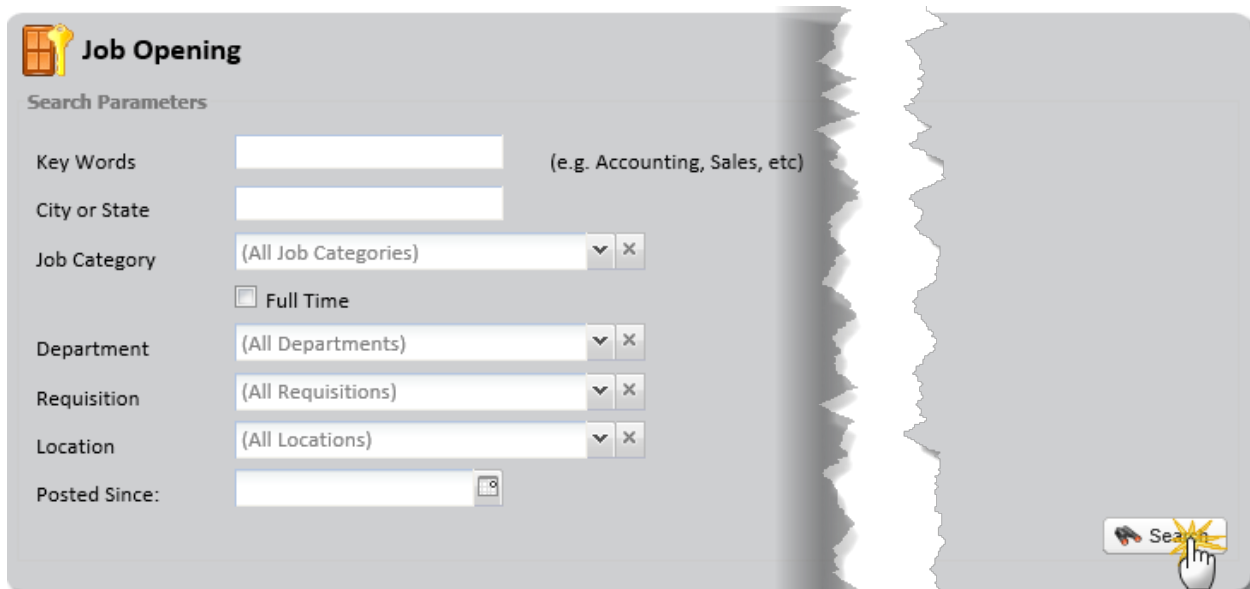 Job Opening
Search Parameters
Key Words (e.g. Accounting, Sales, etc)
City or State
Job Category (All Job Categories)
Full Time
Department (All Departments)
Requisition (All Requisitions)
Location (All Locations)
Posted Since:
Search